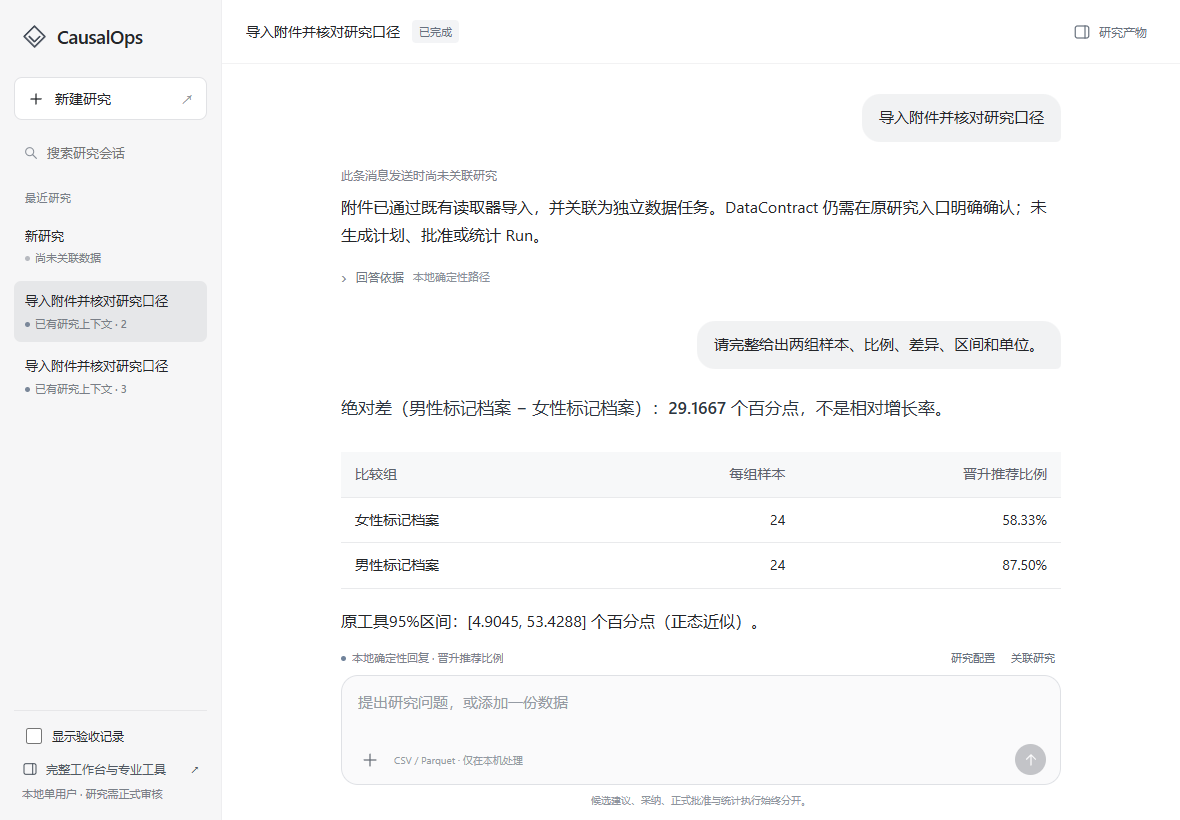 CausalOps
新建研究
搜索研究会话
最近研究
新研究
尚未关联数据
导入附件并核对研究口径
已有研究上下文 · 2
导入附件并核对研究口径
已有研究上下文 · 3
显示验收记录
完整工作台与专业工具
本地单用户 · 研究需正式审核
导入附件并核对研究口径 已完成
研究产物
导入附件并核对研究口径
此条消息发送时尚未关联研究
附件已通过既有读取器导入，并关联为独立数据任务。DataContract 仍需在原研究入口明确确认；未
生成计划、批准或统计 Run。
回答依据 本地确定性路径
请完整给出两组样本、比例、差异、区间和单位。
绝对差（男性标记档案 − 女性标记档案）：29.1667 个百分点，不是相对增长率。
比较组 每组样本 晋升推荐比例
女性标记档案 24 58.33%
男性标记档案 24 87.50%
原工具95%区间：[4.9045, 53.4288] 个百分点（正态近似）。
本地确定性回复 · 晋升推荐比例 研究配置 关联研究
提出研究问题，或添加一份数据
CSV / Parquet · 仅在本机处理
候选建议、采纳、正式批准与统计执行始终分开。